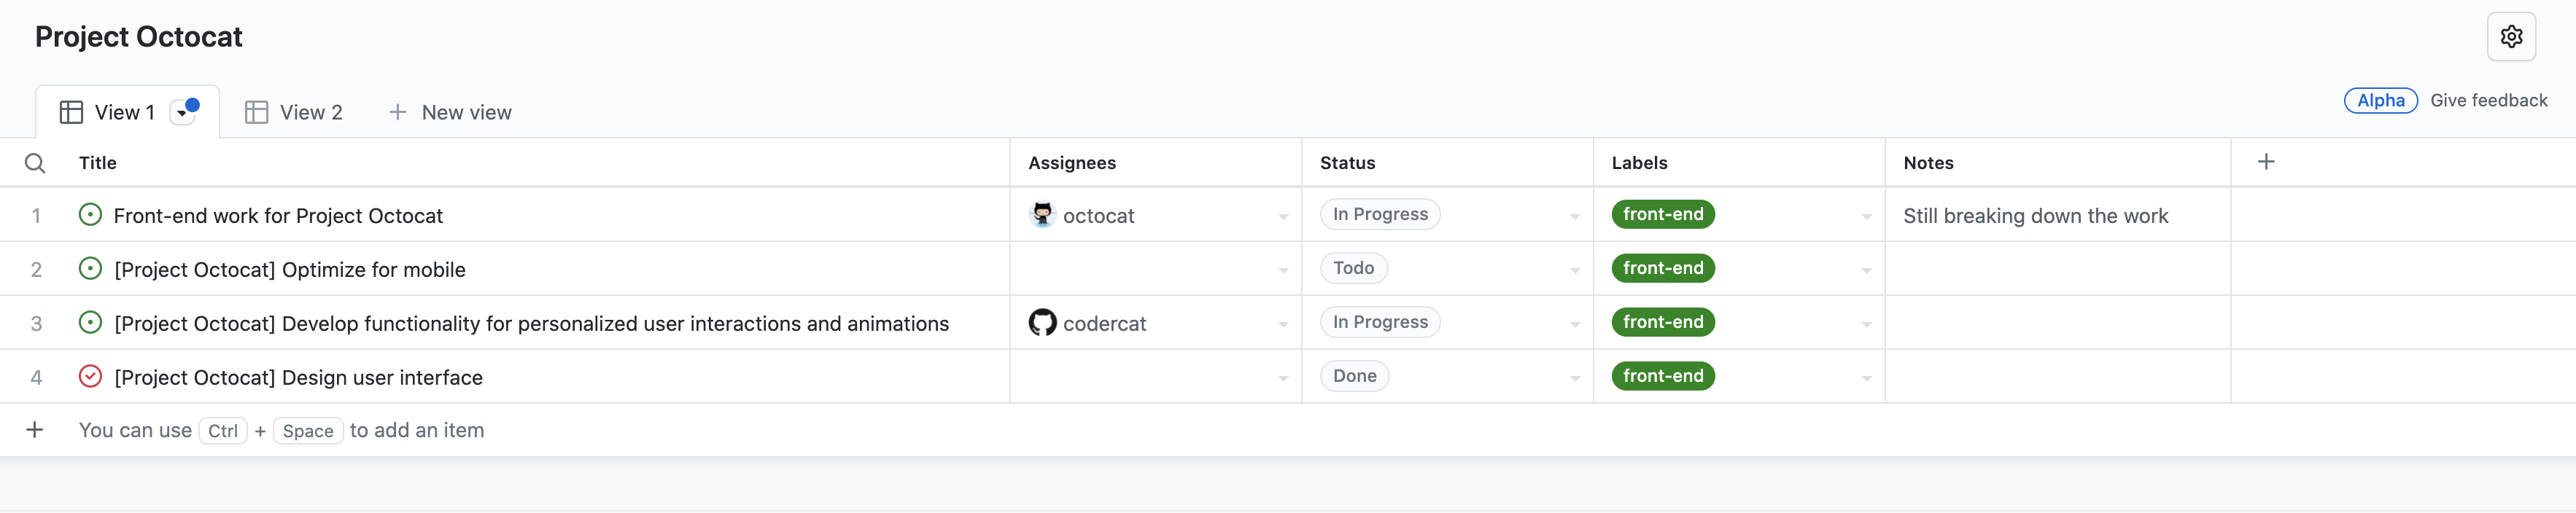 Project Octocat
View 1 View 2 New view Alpha Give feedback
Title Assignees Status Labels Notes
1 Front-end work for Project Octocat octocat In Progress front-end Still breaking down the work
2 [Project Octocat] Optimize for mobile Todo front-end
3 [Project Octocat] Develop functionality for personalized user interactions and animations codercat In Progress front-end
4 [Project Octocat] Design user interface Done front-end
+ You can use Ctrl + Space to add an item